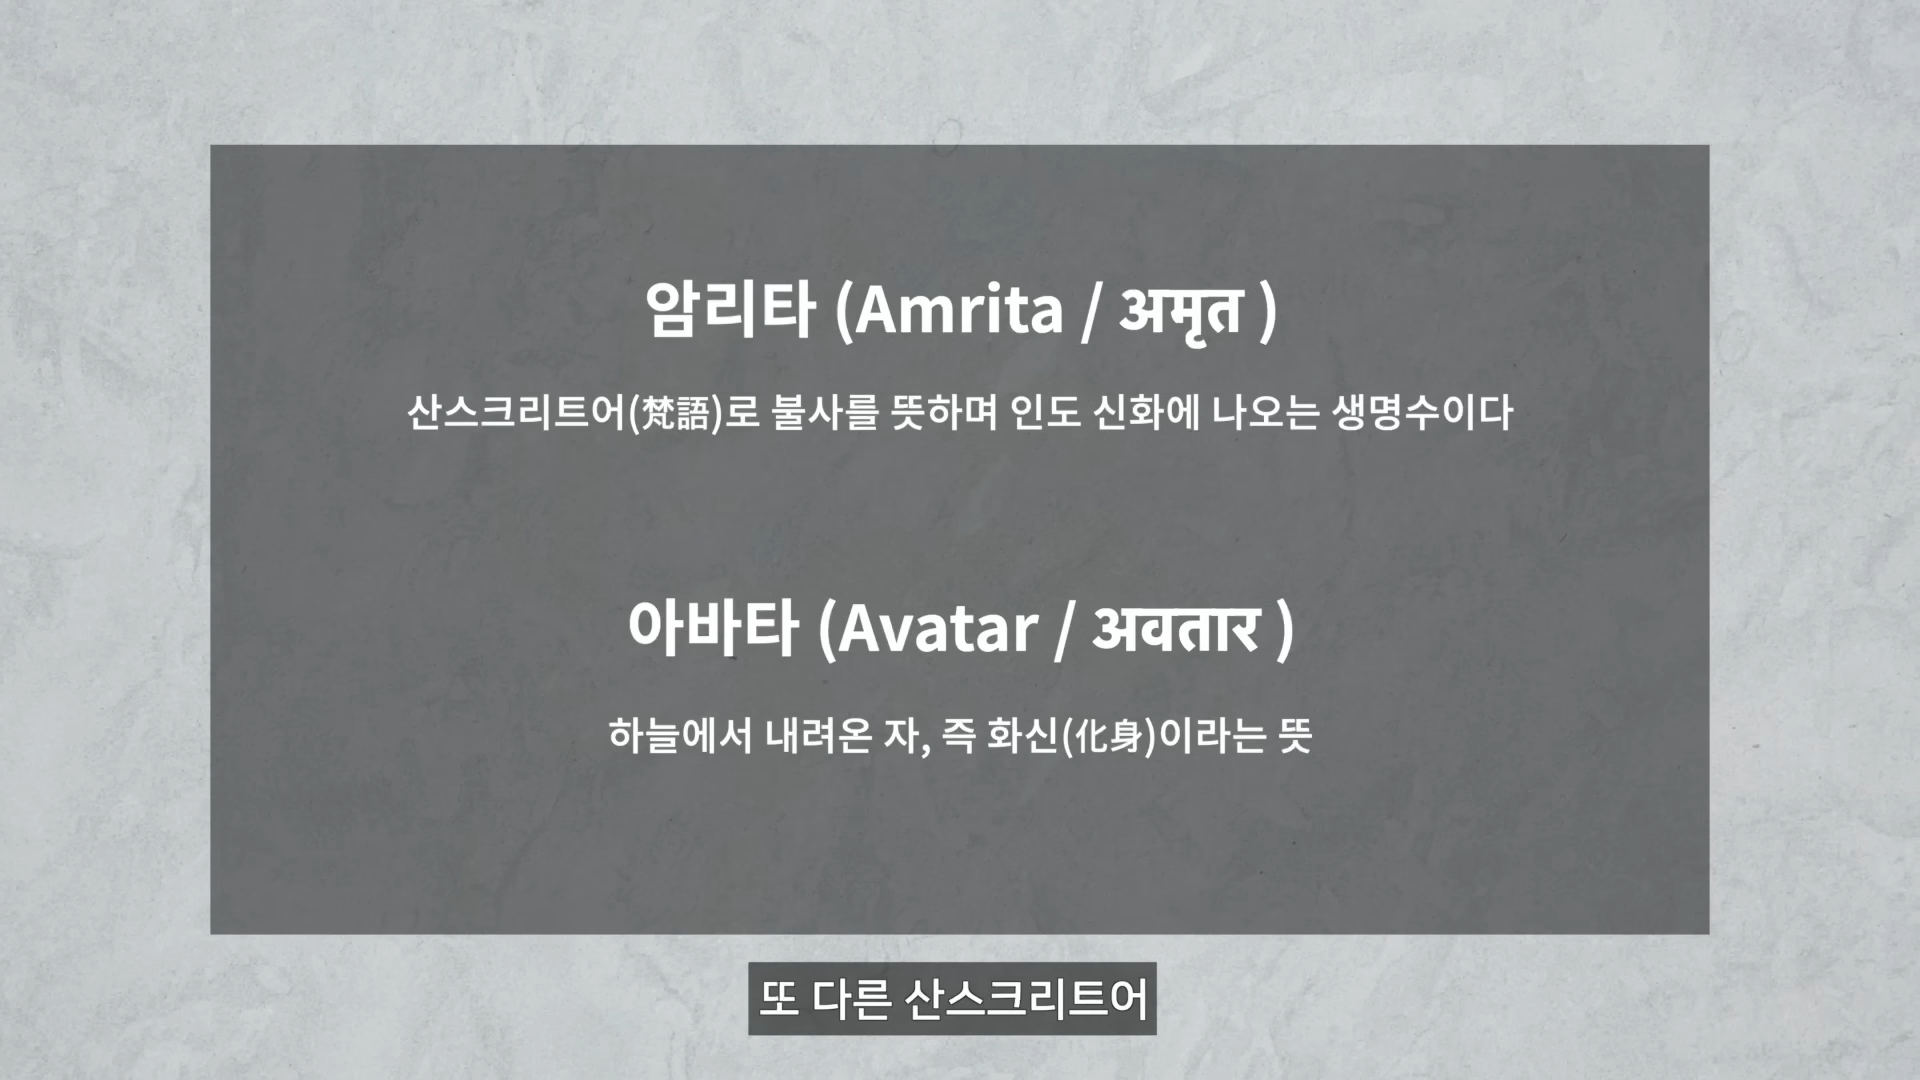 암리타 (Amrita / अमृत )
산스크리트어(梵語)로 불사를 뜻하며 인도 신화에 나오는 생명수이다
아바타 (Avatar / अवतार )
하늘에서 내려온 자, 즉 화신(化身)이라는 뜻
또 다른 산스크리트어